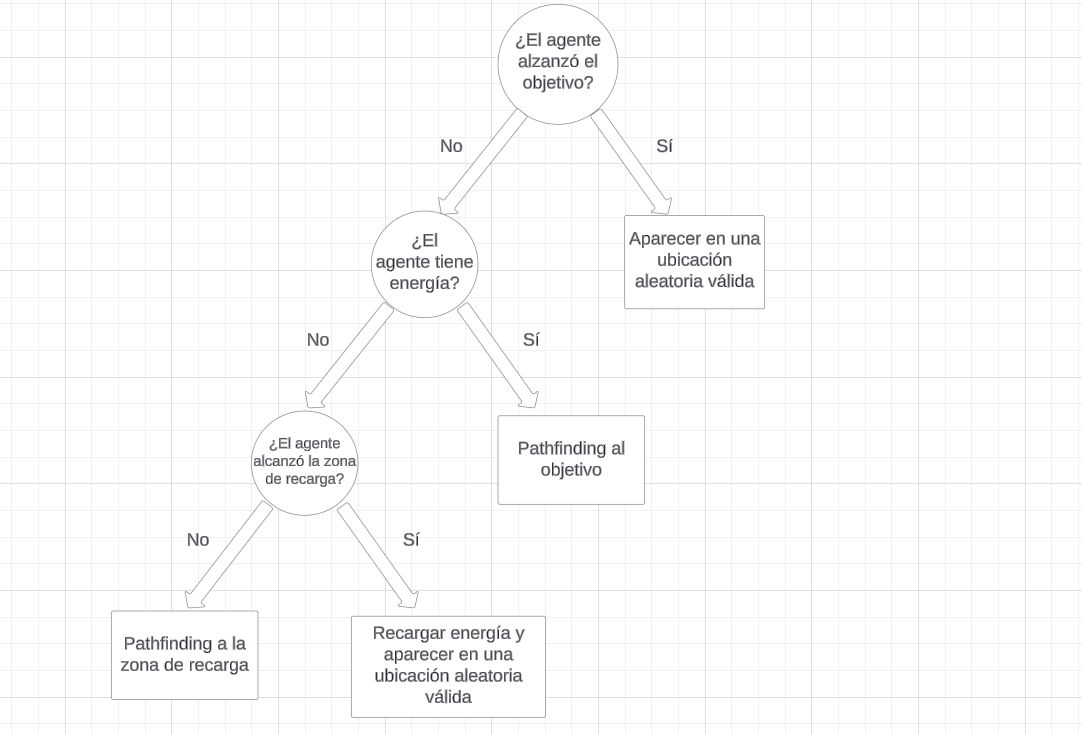 ¿El agente
alzanzó el
objetivo?
No
Sí
¿El
agente tiene
energía?
Aparecer en una
ubicación
aleatoria válida
No
Sí
¿El agente
alcanzó la zona
de recarga?
Pathfinding al
objetivo
No
Sí
Pathfinding a la
zona de recarga
Recargar energía y
aparecer en una
ubicación aleatoria
válida